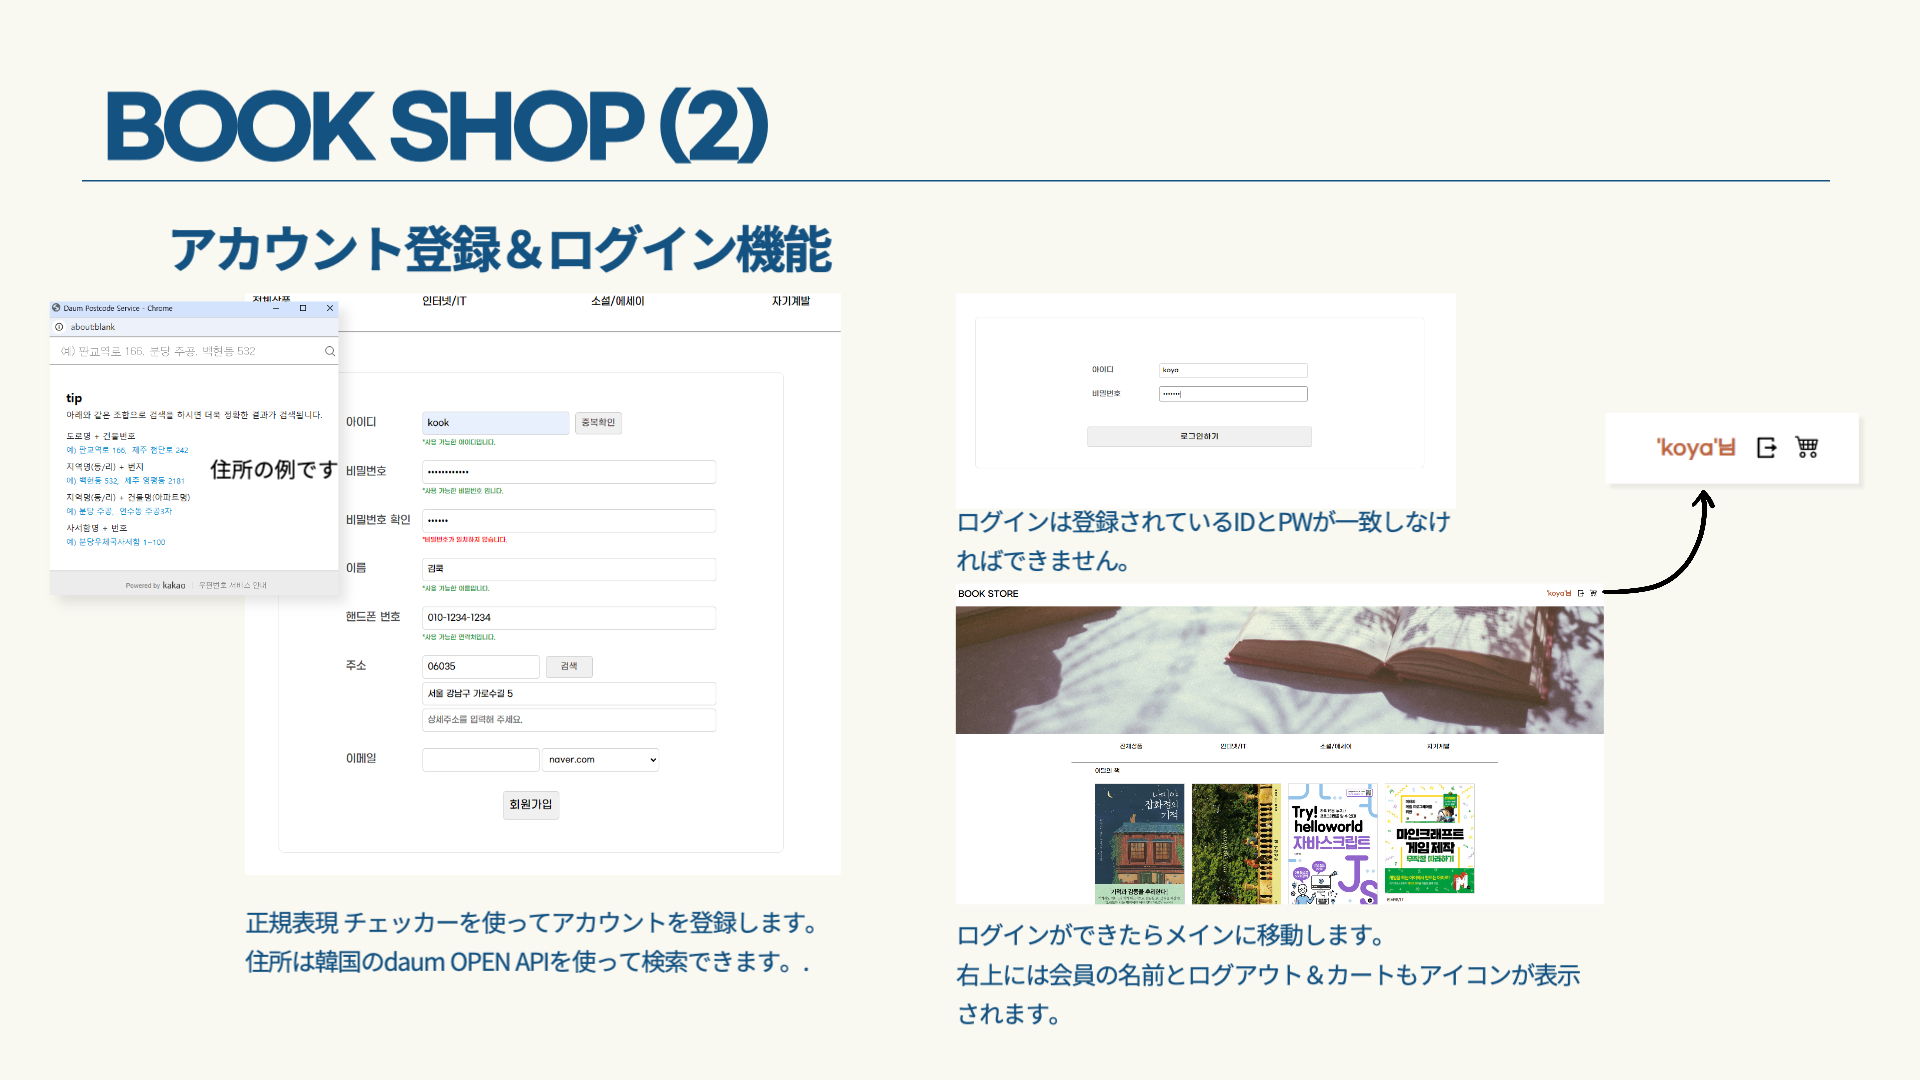 BOOK SHOP (2)
アカウント登録＆ログイン機能
전체상품
인터넷/IT
소설/에세이
자기계발
Daum Postcode Service - Chrome
about:blank
예) 판교역로 166, 분당 주공, 백현동 532
tip
아래와 같은 조합으로 검색을 하시면 더욱 정확한 결과가 검색됩니다.
도로명 + 건물번호
예) 판교역로 166, 제주 첨단로 242
지역명(동/리) + 번지
예) 백현동 532, 제주 영평동 2181
지역명(동/리) + 건물명(아파트명)
예) 분당 주공, 연수동 주공3차
사서함명 + 번호
예) 분당우체국사서함 1~100
Powered by kakao | 우편번호 서비스 안내
住所の例です
아이디
kook
중복확인
*사용 가능한 아이디입니다.
비밀번호
••••••••••••
*사용 가능한 비밀번호 입니다.
비밀번호 확인
••••••
*비밀번호가 일치하지 않습니다.
이름
김쿡
*사용 가능한 이름입니다.
핸드폰 번호
010-1234-1234
*사용 가능한 연락처입니다.
주소
06035
검색
서울 강남구 가로수길 5
상세주소를 입력해 주세요.
이메일
naver.com
회원가입
正規表現 チェッカーを使ってアカウントを登録します。
住所は韓国のdaum OPEN APIを使って検索できます。.
아이디
koya
비밀번호
•••••••
로그인하기
ログインは登録されているIDとPWが一致しなけ
ればできません。
'koya'님
BOOK STORE
'koya'님
전체상품
인터넷/IT
소설/에세이
자기계발
이달의 책
잡화점의
기적
기억과 감동을 추리한다!
Try!
helloworld
자바스크립트
JS
마인크래프트
게임 제작
무작정 따라하기
ログインができたらメインに移動します。
右上には会員の名前とログアウト＆カートもアイコンが表示
されます。